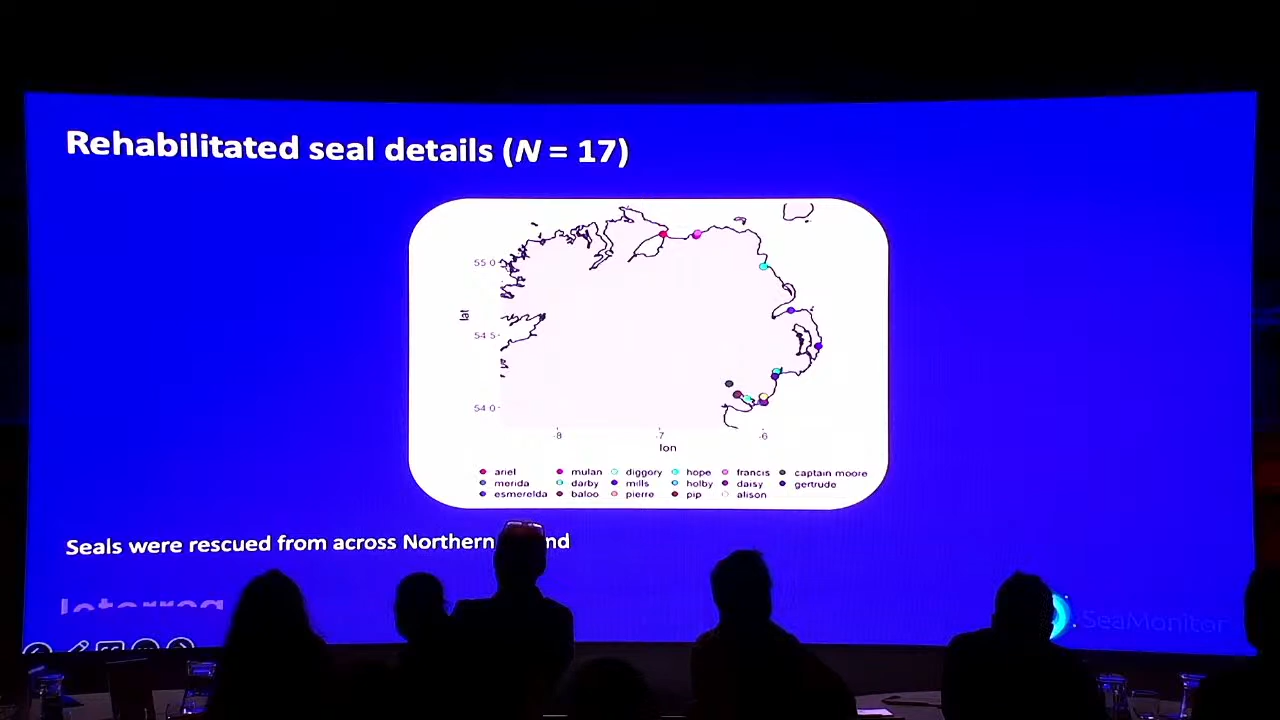 Rehabilitated seal details (N = 17)
55.0
54.5
54.0
lat
-8 -7 -6
lon
ariel mulan diggory hope francis captain moore
merida darby mills holby daisy gertrude
esmerelda baloo pierre pip alison
Seals were rescued from across Northern nd
Interreg
SeaMonitor